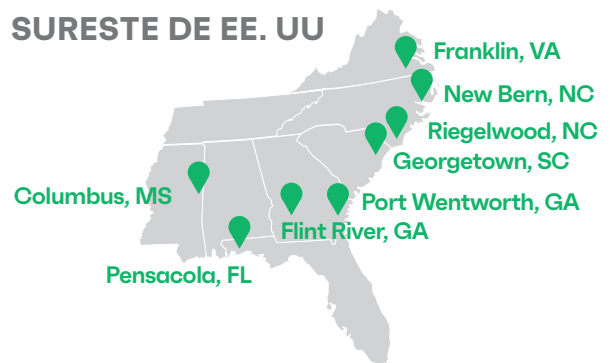 SURESTE DE EE. UU
Franklin, VA
New Bern, NC
Riegelwood, NC
Georgetown, SC
Columbus, MS
Port Wentworth, GA
Flint River, GA
Pensacola, FL